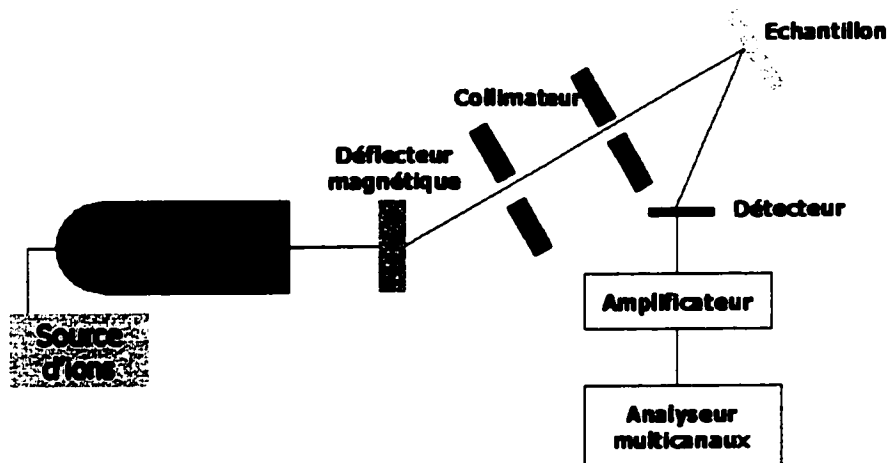 Echantillon
Collimateur
Déflecteur
magnétique
Détecteur
Source
d'ions
Amplificateur
Analyseur
multicanaux